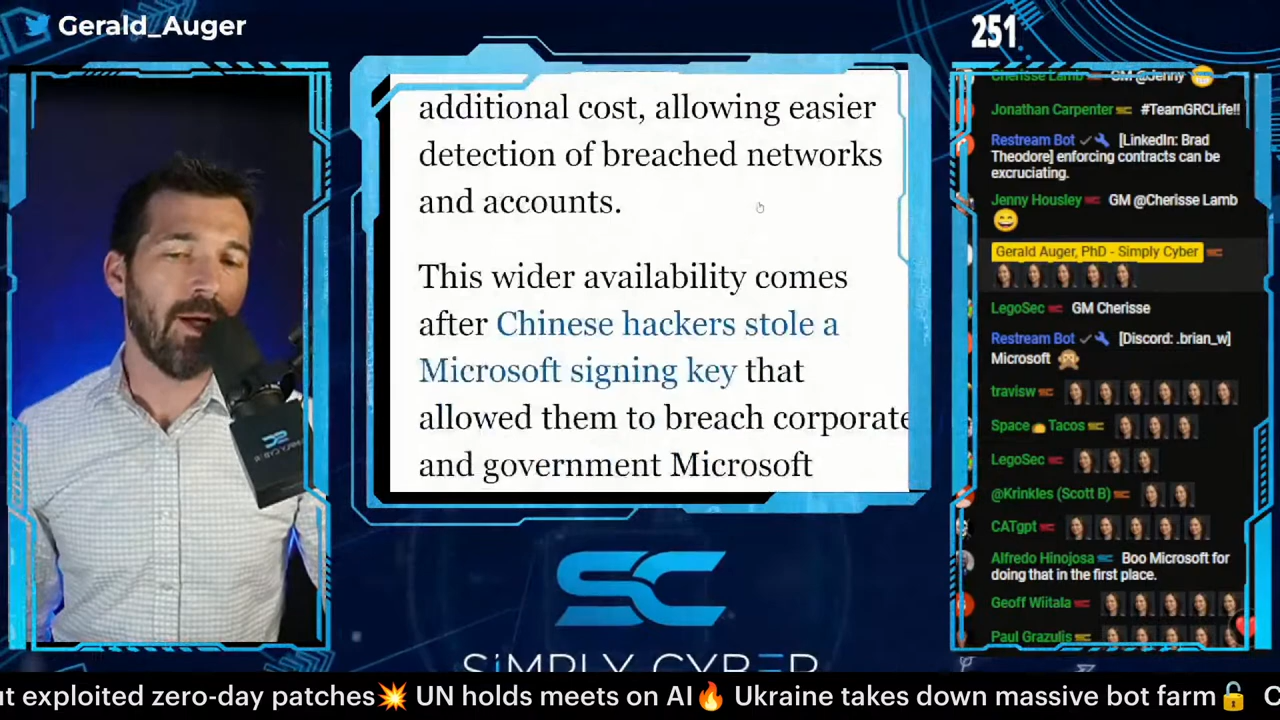 Gerald_Auger
251
additional cost, allowing easier
detection of breached networks
and accounts.
This wider availability comes
after Chinese hackers stole a
Microsoft signing key that
allowed them to breach corporate
and government Microsoft
Cherisse Lamb GM @Jenny
Jonathan Carpenter #TeamGRCLife!!
Restream Bot [LinkedIn: Brad
Theodore] enforcing contracts can be
excruciating.
Jenny Housley GM @Cherisse Lamb
Gerald Auger, PhD - Simply Cyber
LegoSec GM Cherisse
Restream Bot [Discord: .brian_w]
Microsoft
travisw
Space Tacos
LegoSec
@Krinkles (Scott B)
CATgpt
Alfredo Hinojosa Boo Microsoft for
doing that in the first place.
Geoff Wiitala
Paul Grazulis
SC
SIMPLY CYBER
exploited zero-day patches💥 UN holds meets on AI🔥 Ukraine takes down massive bot farm🔓